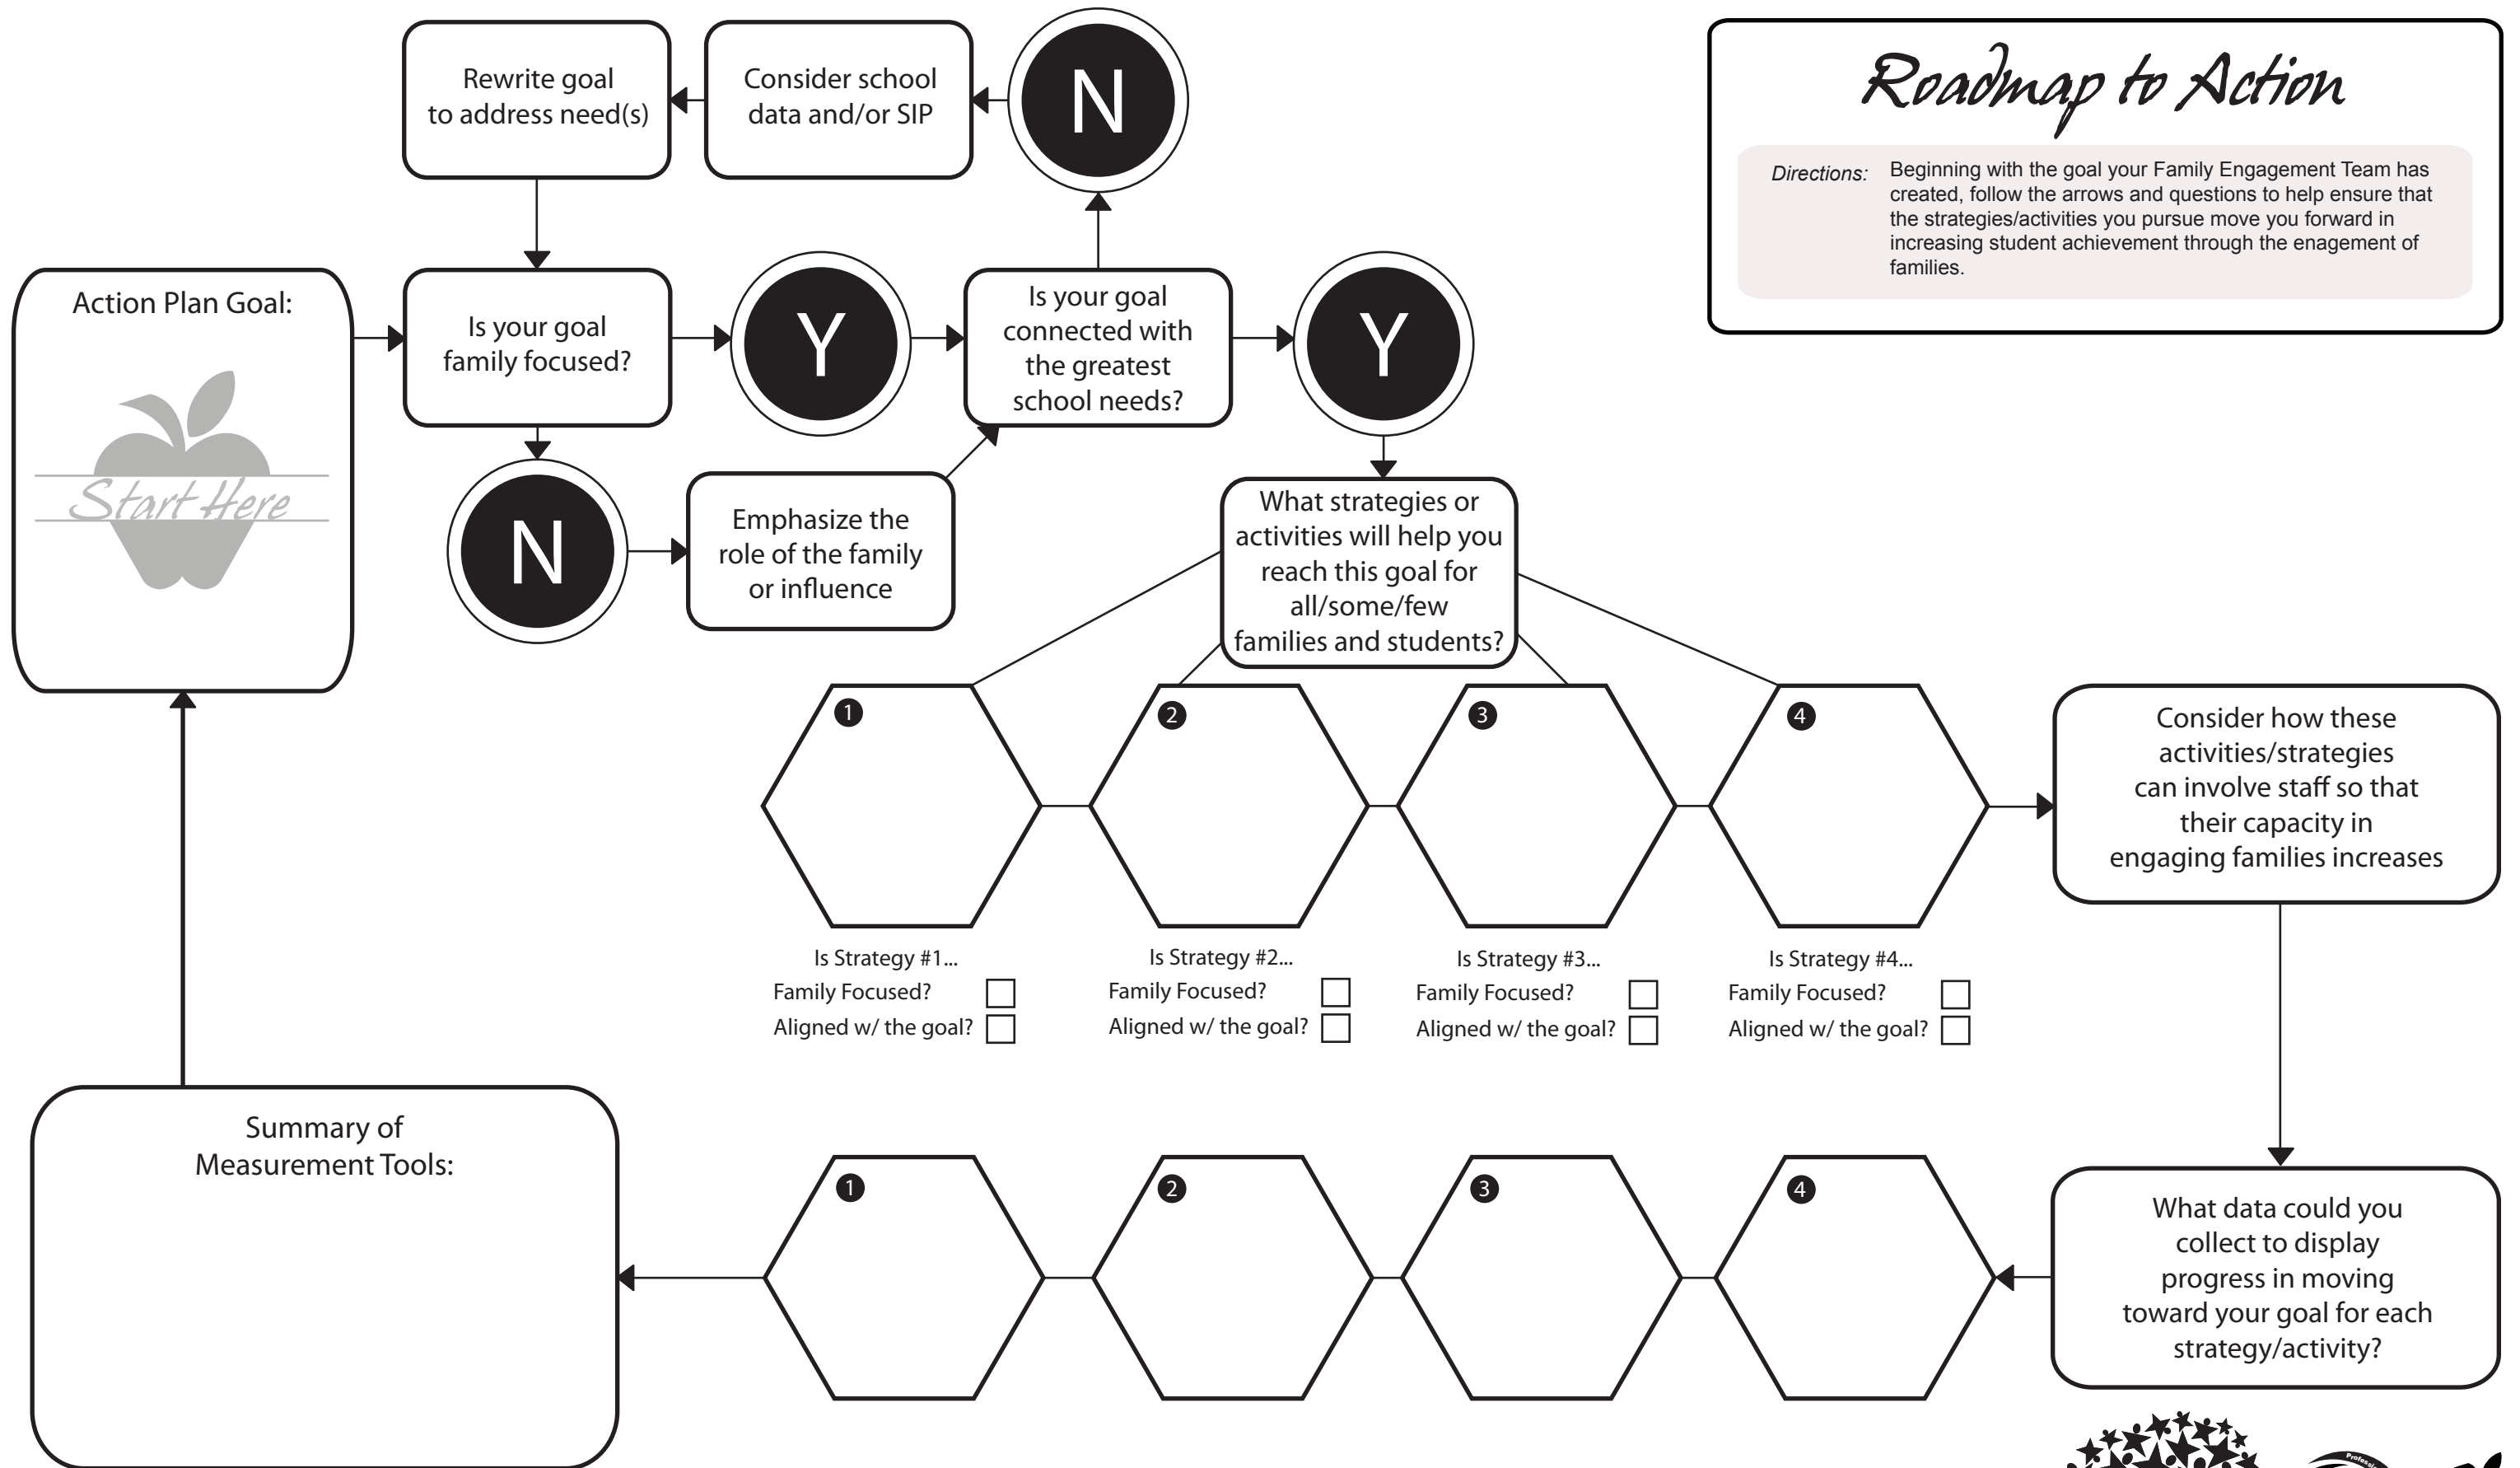 Roadmap to Action
Directions:
Beginning with the goal your Family Engagement Team has
created, follow the arrows and questions to help ensure that
the strategies/activities you pursue move you forward in
increasing student achievement through the enagement of
families.
Action Plan Goal:
Start Here
Is your goal
family focused?
Y
N
Emphasize the
role of the family
or influence
Is your goal
connected with
the greatest
school needs?
N
Consider school
data and/or SIP
Rewrite goal
to address need(s)
Y
What strategies or
activities will help you
reach this goal for
all/some/few
families and students?
1
2
3
4
Is Strategy #1...
Family Focused?
Aligned w/ the goal?
Is Strategy #2...
Family Focused?
Aligned w/ the goal?
Is Strategy #3...
Family Focused?
Aligned w/ the goal?
Is Strategy #4...
Family Focused?
Aligned w/ the goal?
Consider how these
activities/strategies
can involve staff so that
their capacity in
engaging families increases
What data could you
collect to display
progress in moving
toward your goal for each
strategy/activity?
1
2
3
4
Summary of
Measurement Tools: